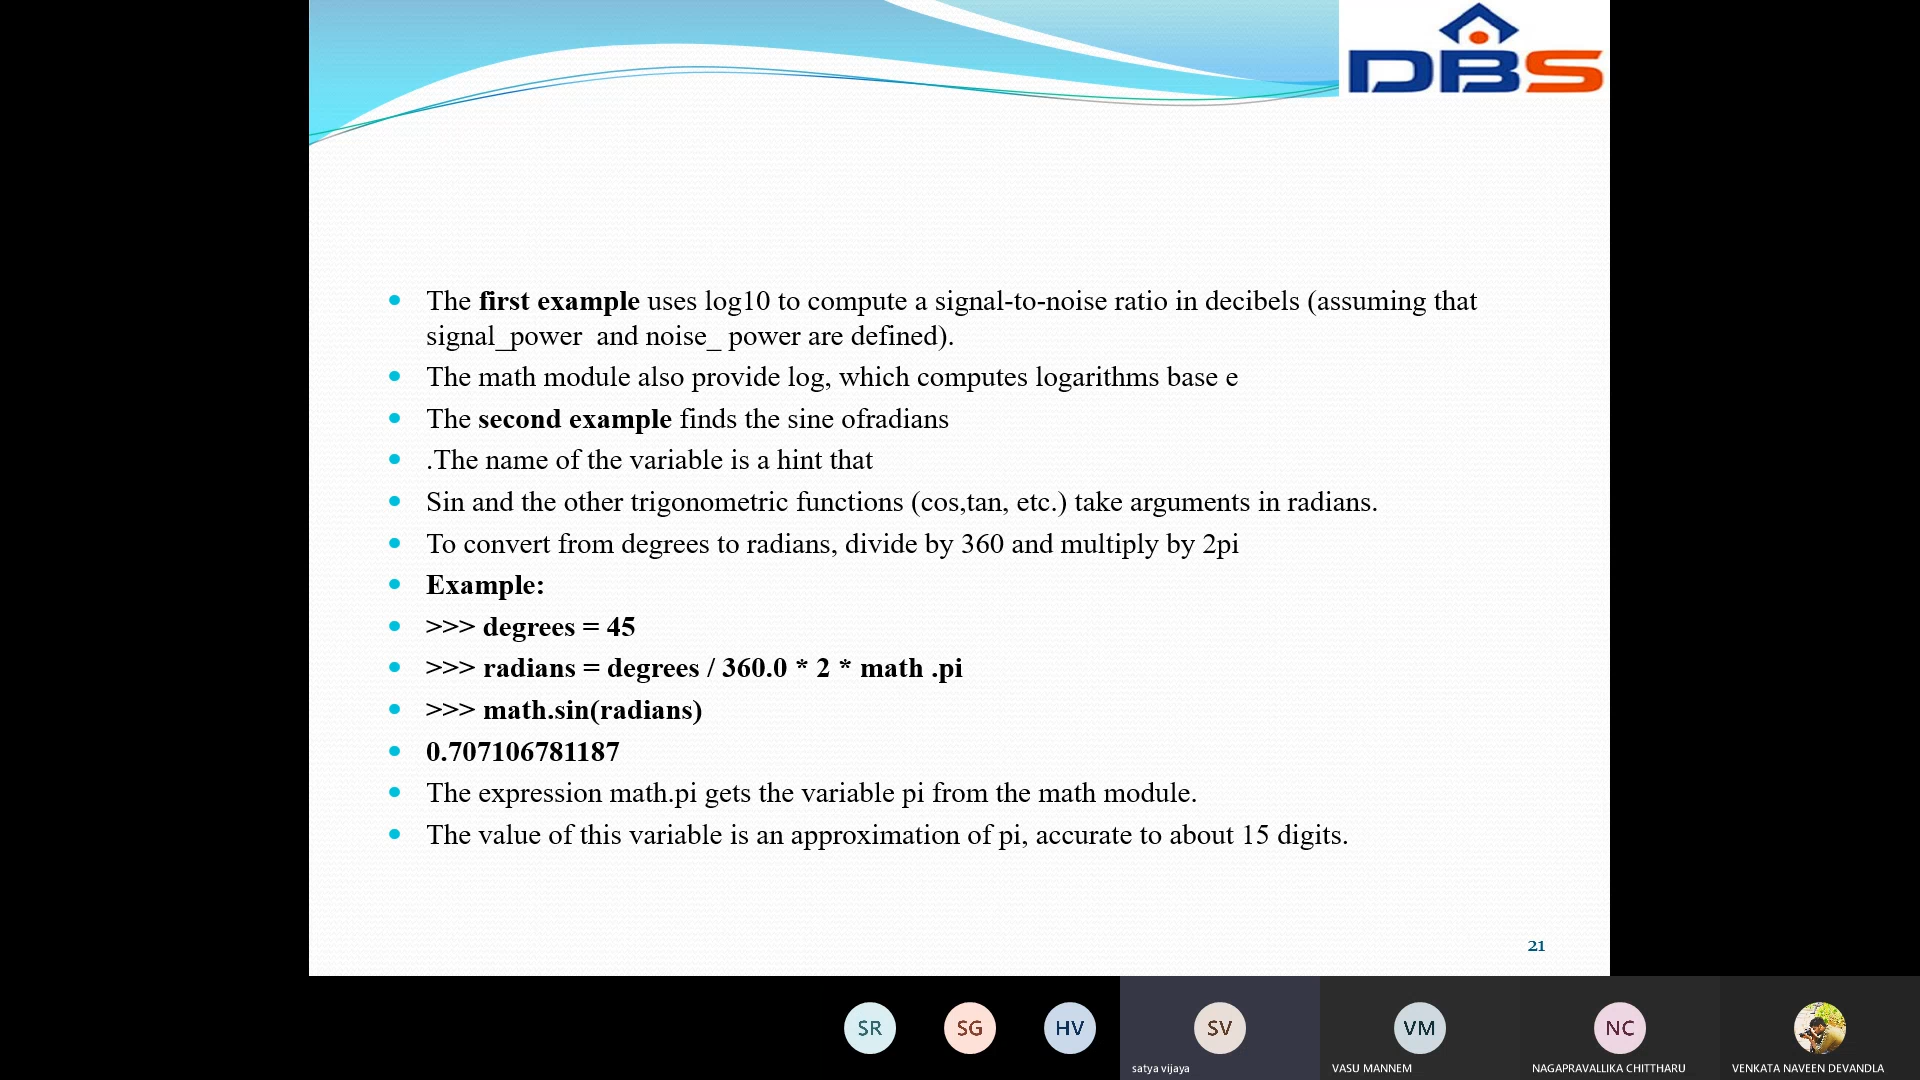 DBS
The first example uses log10 to compute a signal-to-noise ratio in decibels (assuming that
signal_power  and noise_ power are defined).
The math module also provide log, which computes logarithms base e
The second example finds the sine ofradians
.The name of the variable is a hint that
Sin and the other trigonometric functions (cos,tan, etc.) take arguments in radians.
To convert from degrees to radians, divide by 360 and multiply by 2pi
Example:
>>> degrees = 45
>>> radians = degrees / 360.0 * 2 * math .pi
>>> math.sin(radians)
0.707106781187
The expression math.pi gets the variable pi from the math module.
The value of this variable is an approximation of pi, accurate to about 15 digits.
21
SR SG HV SV VM NC
satya vijaya VASU MANNEM NAGAPRAVALLIKA CHITTHARU VENKATA NAVEEN DEVANDLA